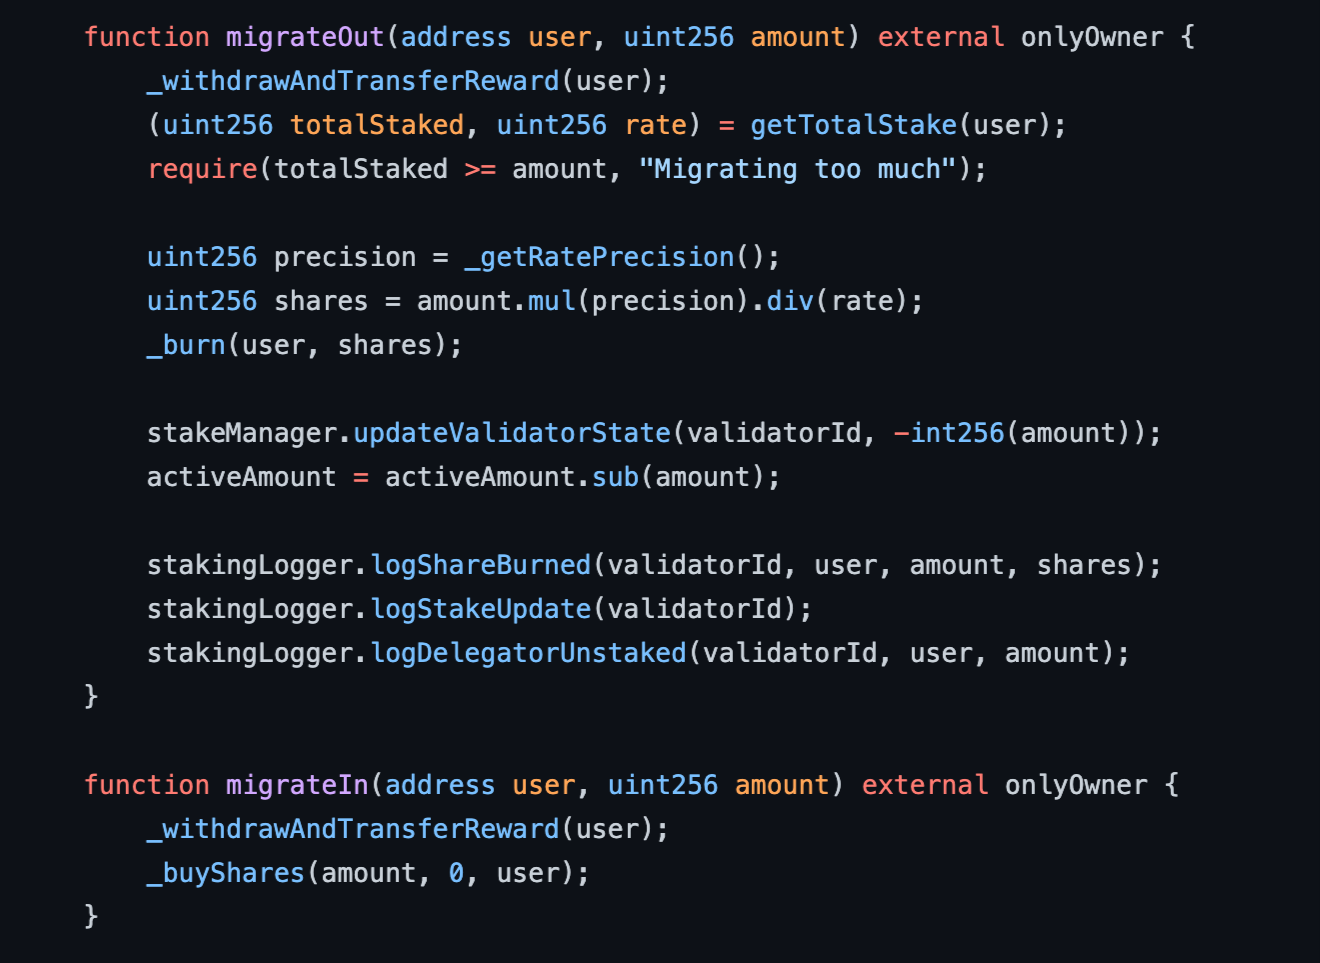 function migrateOut(address user, uint256 amount) external onlyOwner {
_withdrawAndTransferReward(user);
(uint256 totalStaked, uint256 rate) = getTotalStake(user);
require(totalStaked >= amount, "Migrating too much");
uint256 precision = _getRatePrecision();
uint256 shares = amount.mul(precision).div(rate);
_burn(user, shares);
stakeManager.updateValidatorState(validatorId, -int256(amount));
activeAmount = activeAmount.sub(amount);
stakingLogger.logShareBurned(validatorId, user, amount, shares);
stakingLogger.logStakeUpdate(validatorId);
stakingLogger.logDelegatorUnstaked(validatorId, user, amount);
}
function migrateIn(address user, uint256 amount) external onlyOwner {
_withdrawAndTransferReward(user);
_buyShares(amount, 0, user);
}